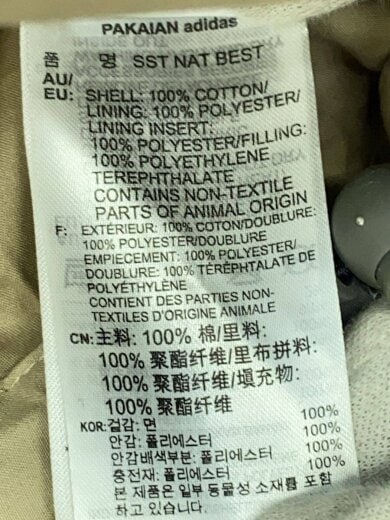 PAKAIAN adidas
품 명 SST NAT BEST
AU/
EU: SHELL: 100% COTTON/
LINING: 100% POLYESTER/
LINING INSERT:
100% POLYESTER/FILLING:
100% POLYETHYLENE
TEREPHTHALATE
CONTAINS NON-TEXTILE
PARTS OF ANIMAL ORIGIN
F: EXTÉRIEUR: 100% COTON/DOUBLURE:
100% POLYESTER/DOUBLURE
EMPIECEMENT: 100% POLYESTER/
DOUBLURE: 100% TÉRÉPHTALATE DE
POLYÉTHYLÈNE
CONTIENT DES PARTIES NON-
TEXTILES D'ORIGINE ANIMALE
CN:主料: 100% 棉/里料:
100% 聚酯纤维/里布拼料:
100% 聚酯纤维/填充物:
100% 聚酯纤维
KOR:겉감: 면 100%
안감: 폴리에스터 100%
안감배색부분: 폴리에스터 100%
충전재: 폴리에스터 100%
본 제품은 일부 동물성 소재를 포함
하고 있습니다.